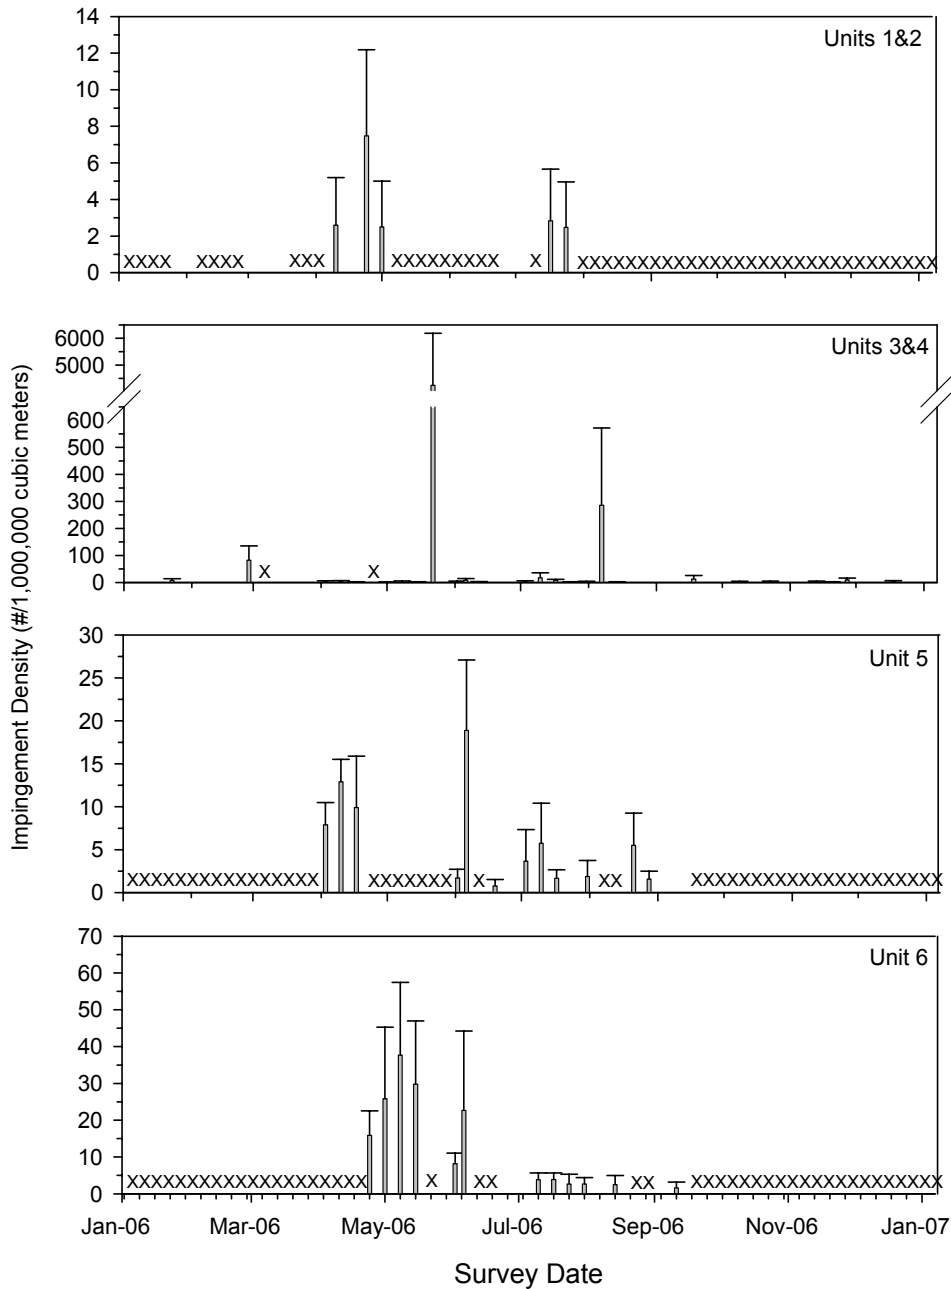 Impingement Density (#/1,000,000 cubic meters)
Units 1&2
14
12
10
8
6
4
2
0
XXXX XXXX XXX XXXXXXXXX X XXXXXXXXXXXXXXXXXXXXXXXXXXXXXX
Units 3&4
6000
5000
600
500
400
300
200
100
0
X X
Unit 5
30
25
20
15
10
5
0
XXXXXXXXXXXXXXXX XXXXXXX X XX XXXXXXXXXXXXXXXXXXXXX
Unit 6
70
60
50
40
30
20
10
0
XXXXXXXXXXXXXXXXXXXX X XX XX XXXXXXXXXXXXXXXXXXXXX
Jan-06 Mar-06 May-06 Jul-06 Sep-06 Nov-06 Jan-07
Survey Date